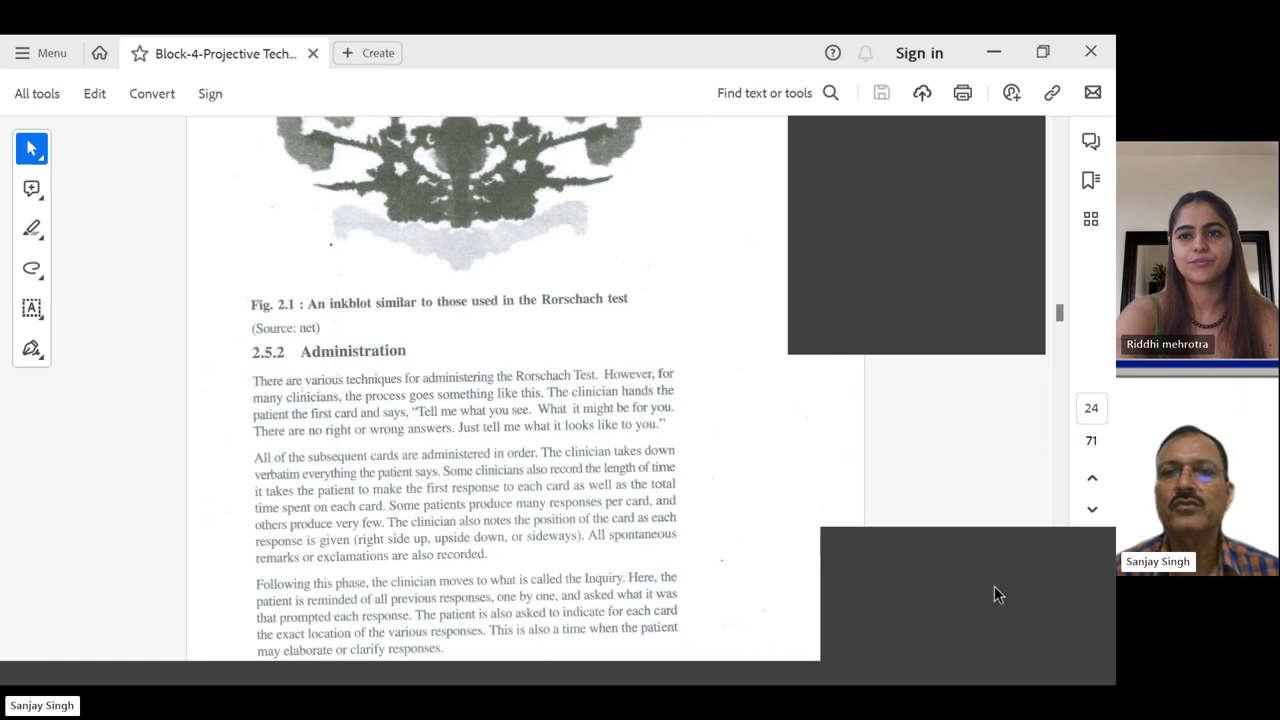 Menu
Block-4-Projective Tech...
Create
Sign in
All tools
Edit
Convert
Sign
Find text or tools
Fig. 2.1 : An inkblot similar to those used in the Rorschach test
(Source: net)
2.5.2 Administration
There are various techniques for administering the Rorschach Test. However, for
many clinicians, the process goes something like this. The clinician hands the
patient the first card and says, “Tell me what you see. What it might be for you.
There are no right or wrong answers. Just tell me what it looks like to you.”
All of the subsequent cards are administered in order. The clinician takes down
verbatim everything the patient says. Some clinicians also record the length of time
it takes the patient to make the first response to each card as well as the total
time spent on each card. Some patients produce many responses per card, and
others produce very few. The clinician also notes the position of the card as each
response is given (right side up, upside down, or sideways). All spontaneous
remarks or exclamations are also recorded.
Following this phase, the clinician moves to what is called the Inquiry. Here, the
patient is reminded of all previous responses, one by one, and asked what it was
that prompted each response. The patient is also asked to indicate for each card
the exact location of the various responses. This is also a time when the patient
may elaborate or clarify responses.
24
71
Riddhi mehrotra
Sanjay Singh
Sanjay Singh